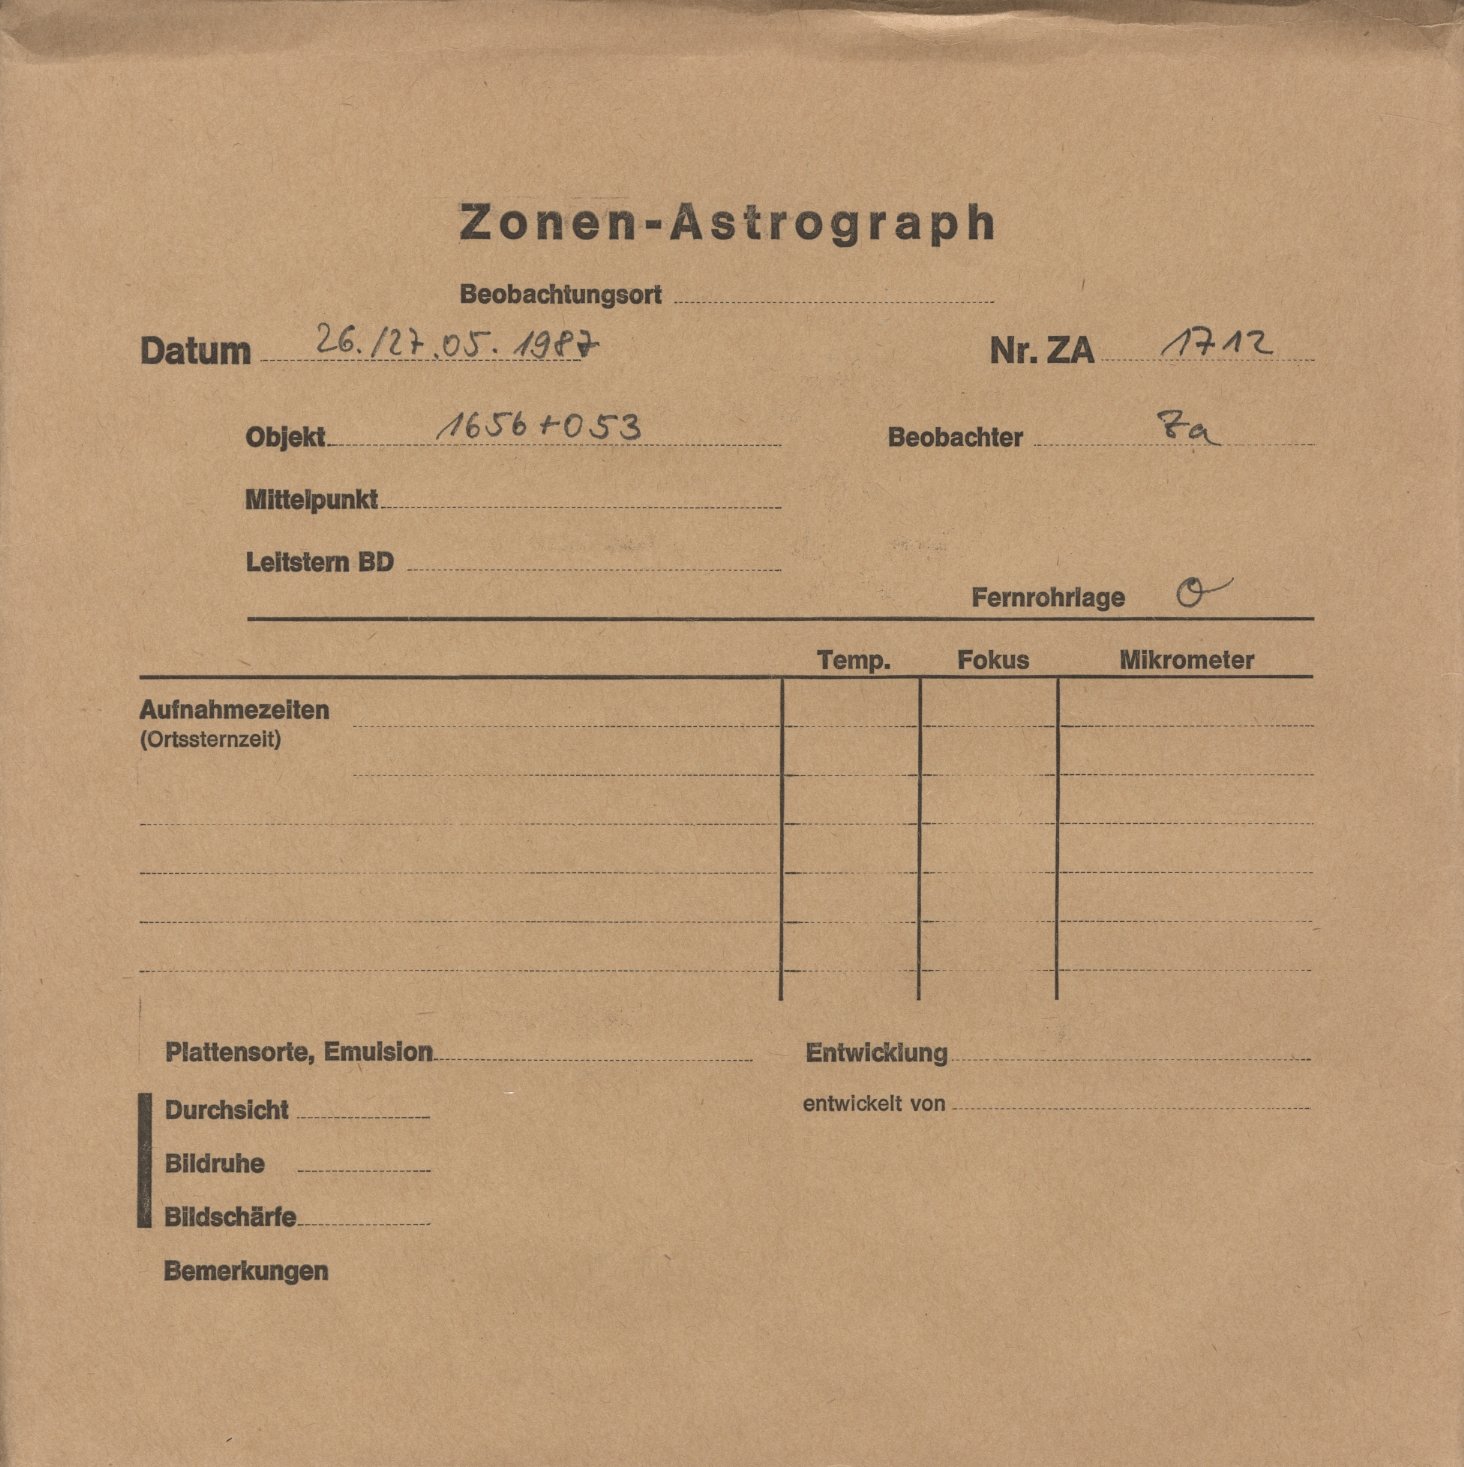 Zonen-Astrograph
Beobachtungsort
Datum 26./27.05.1987 Nr. ZA 1712
Objekt 1656+053 Beobachter Za
Mittelpunkt
Leitstern BD
Fernrohrlage O
Temp. Fokus Mikrometer
Aufnahmezeiten
(Ortssternzeit)
Plattensorte, Emulsion Entwicklung
Durchsicht entwickelt von
Bildruhe
Bildschärfe
Bemerkungen